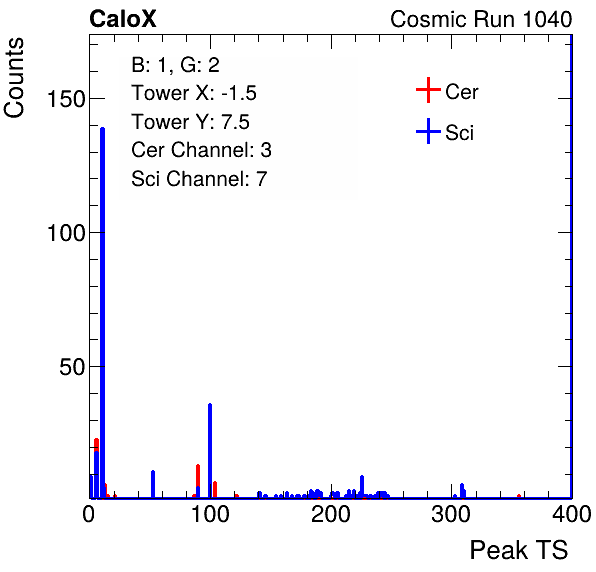 CaloX
Cosmic Run 1040
Counts
B: 1, G: 2
Tower X: -1.5
Tower Y: 7.5
Cer Channel: 3
Sci Channel: 7
Cer
Sci
150
100
50
0
100
200
300
400
Peak TS